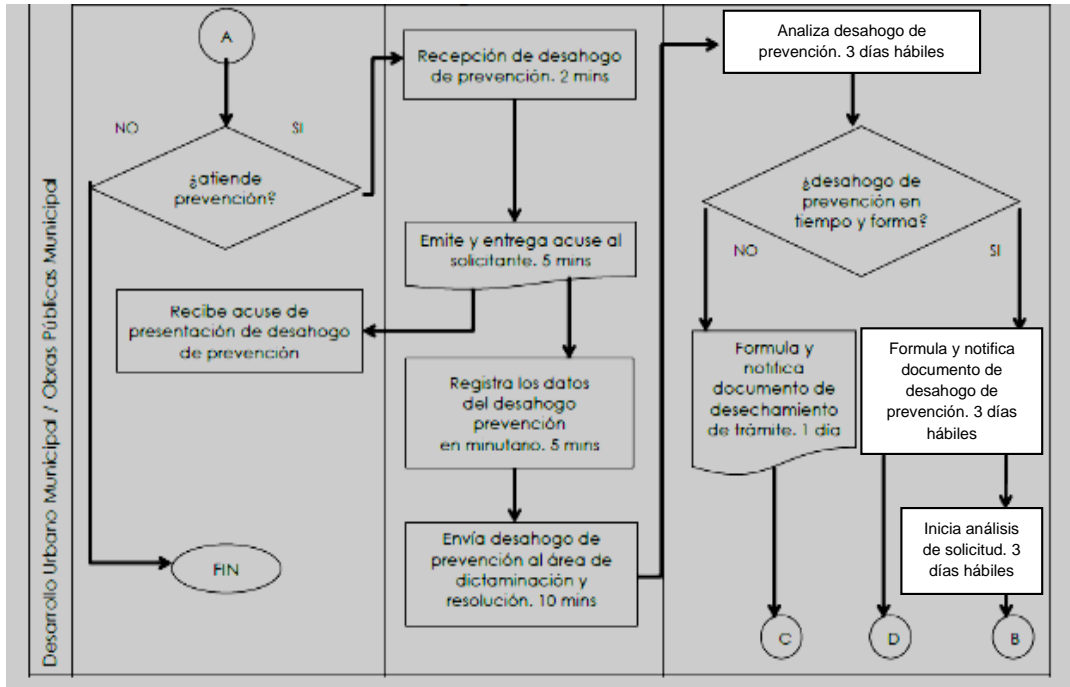 Desarrollo Urbano Municipal / Obras Públicas Municipal
A
NO
SI
¿atiende
prevención?
Recibe acuse de
presentación de desahogo
de prevención
FIN
Recepción de desahogo
de prevención. 2 mins
Emite y entrega acuse al
solicitante. 5 mins
Registra los datos
del desahogo
prevención
en minutario. 5 mins
Envía desahogo de
prevención al área de
dictaminación y
resolución. 10 mins
Analiza desahogo de
prevención. 3 días hábiles
¿desahogo de
prevención en
tiempo y forma?
NO
SI
Formula y
notifica
documento de
desechamiento
de trámite. 1 día
Formula y notifica
documento de
desahogo de
prevención. 3 días
hábiles
Inicia análisis
de solicitud. 3
días hábiles
C
D
B